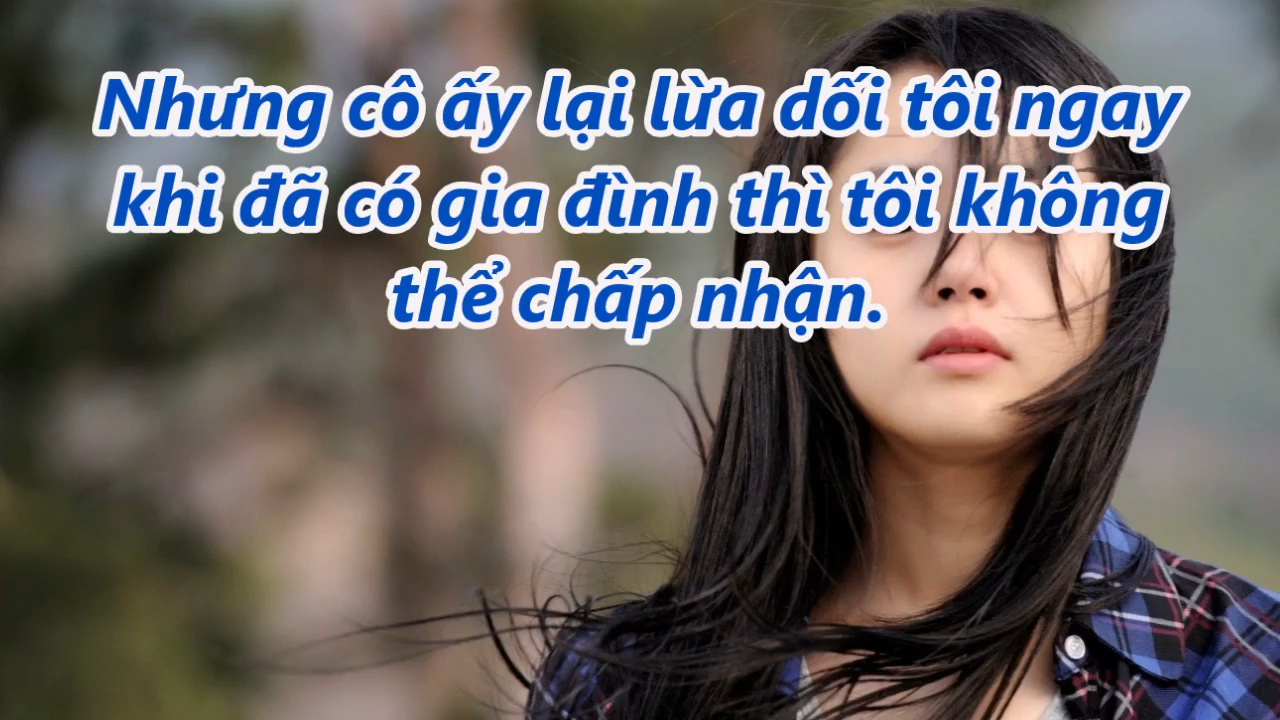 Nhưng cô ấy lại lừa dối tôi ngay
khi đã có gia đình thì tôi không
thể chấp nhận.